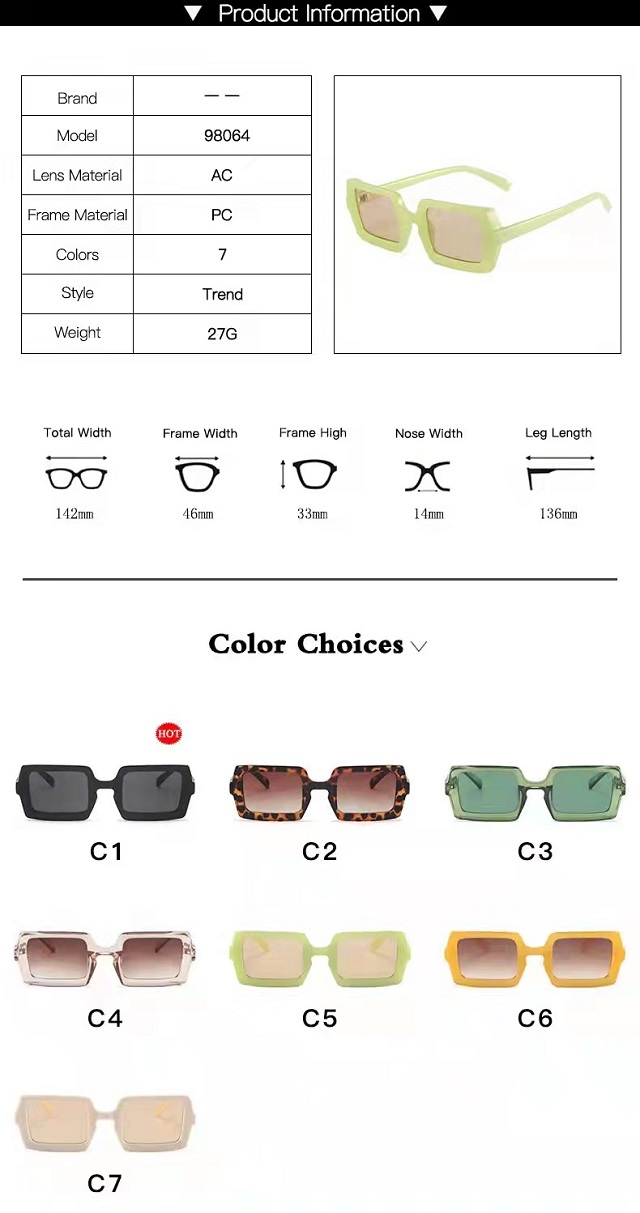 ▼ Product Information ▼
Brand — —
Model 98064
Lens Material AC
Frame Material PC
Colors 7
Style Trend
Weight 27G
Total Width Frame Width Frame High Nose Width Leg Length
142mm 46mm 33mm 14mm 136mm
Color Choices
HOT
C1 C2 C3
C4 C5 C6
C7